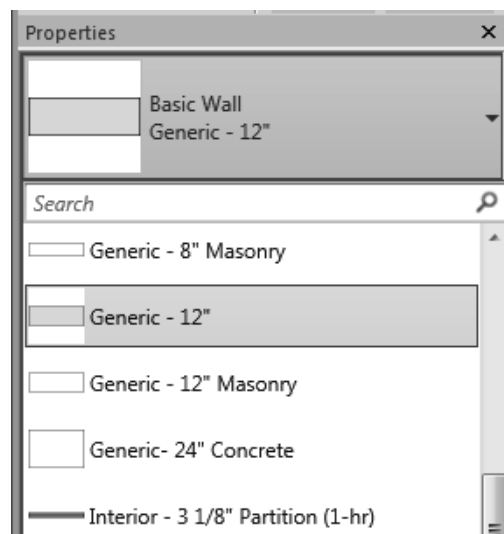 Properties
Basic Wall
Generic - 12"
Search
Generic - 8" Masonry
Generic - 12"
Generic - 12" Masonry
Generic- 24" Concrete
Interior - 3 1/8" Partition (1-hr)